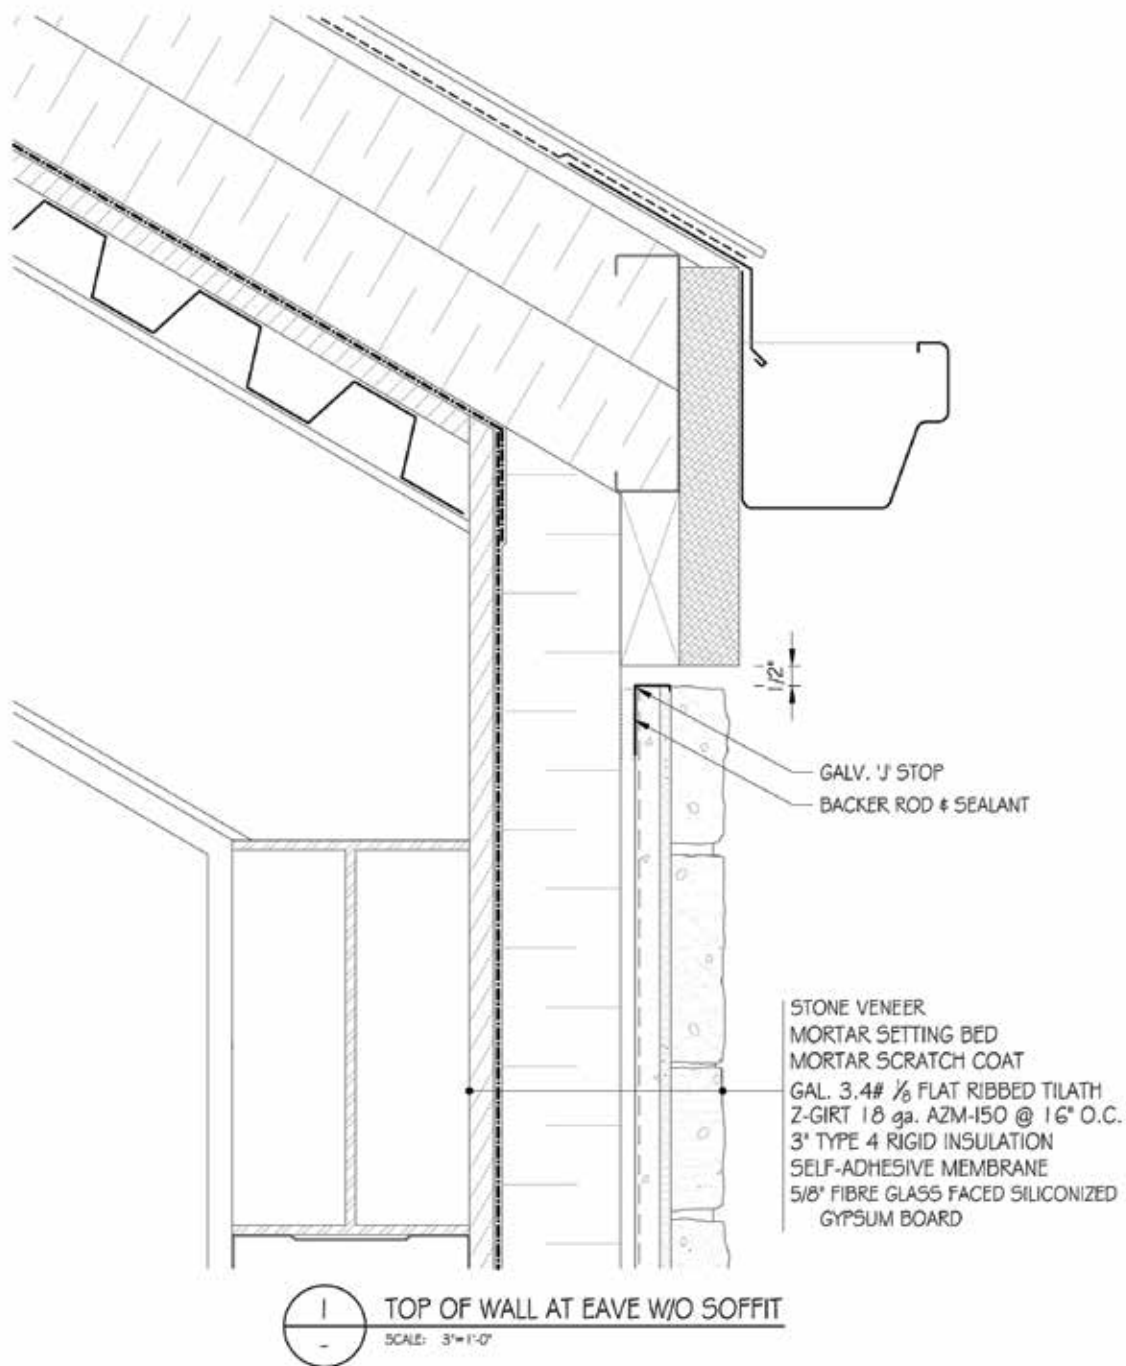 1/2"
GALV. 'J' STOP
BACKER ROD & SEALANT
STONE VENEER
MORTAR SETTING BED
MORTAR SCRATCH COAT
GAL. 3.4# 1/8 FLAT RIBBED TILATH
Z-GIRT 18 ga. AZM-150 @ 16" O.C.
3" TYPE 4 RIGID INSULATION
SELF-ADHESIVE MEMBRANE
5/8" FIBRE GLASS FACED SILICONIZED
GYPSUM BOARD
1
-
TOP OF WALL AT EAVE W/O SOFFIT
SCALE: 3"=1'-0"